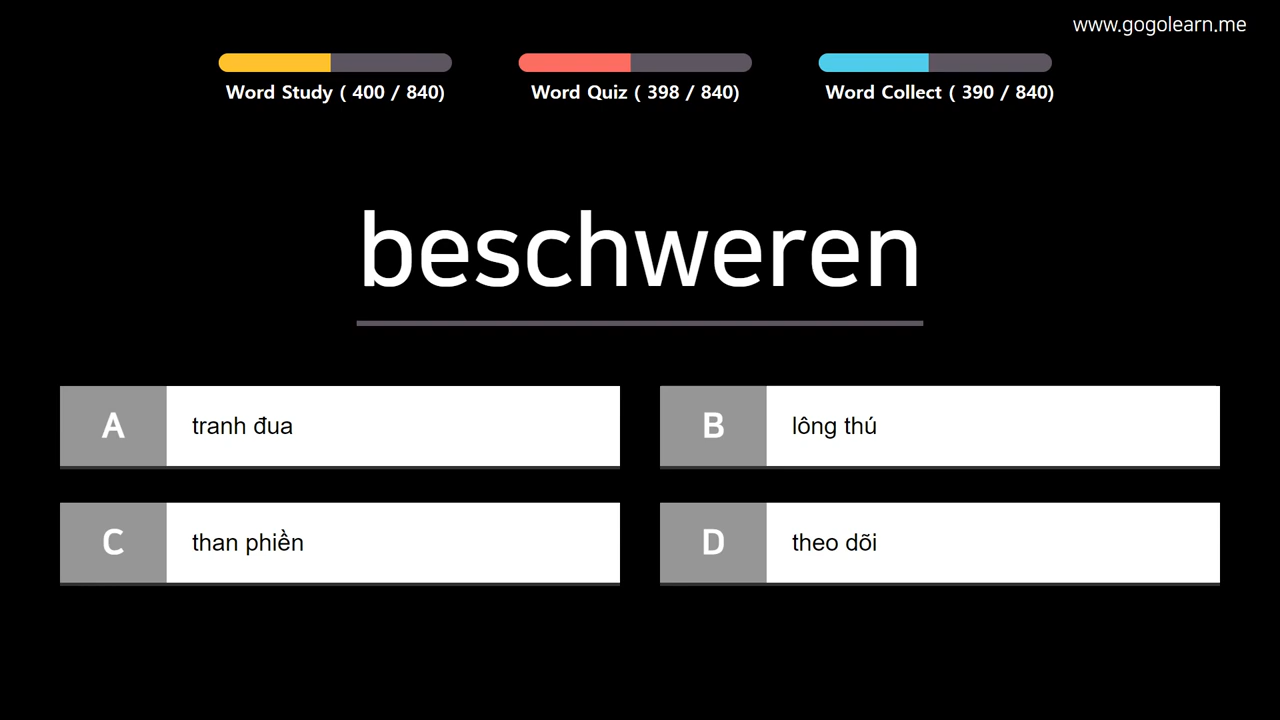 www.gogolearn.me
Word Study ( 400 / 840)
Word Quiz ( 398 / 840)
Word Collect ( 390 / 840)
beschweren
A tranh đua
B lông thú
C than phiền
D theo dõi